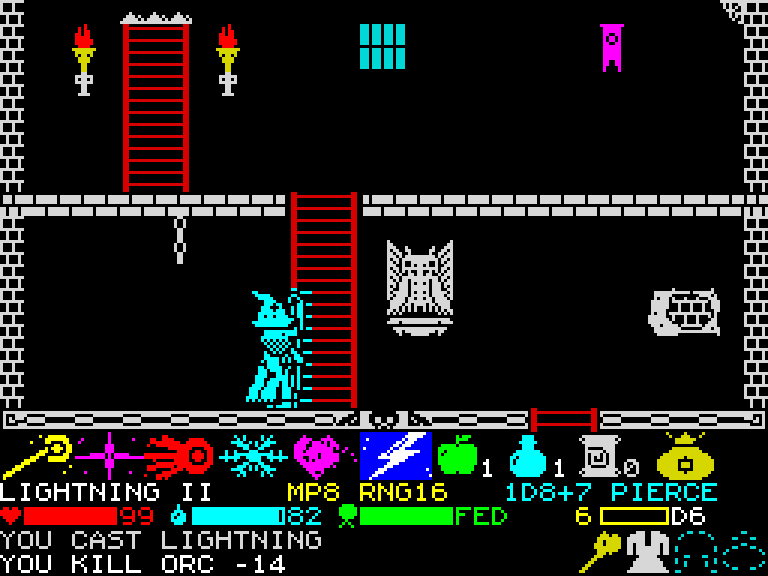 1 1 0
LIGHTNING II MP8 RNG16 1D8+7 PIERCE
99 82 FED 6 D6
YOU CAST LIGHTNING
YOU KILL ORC -14